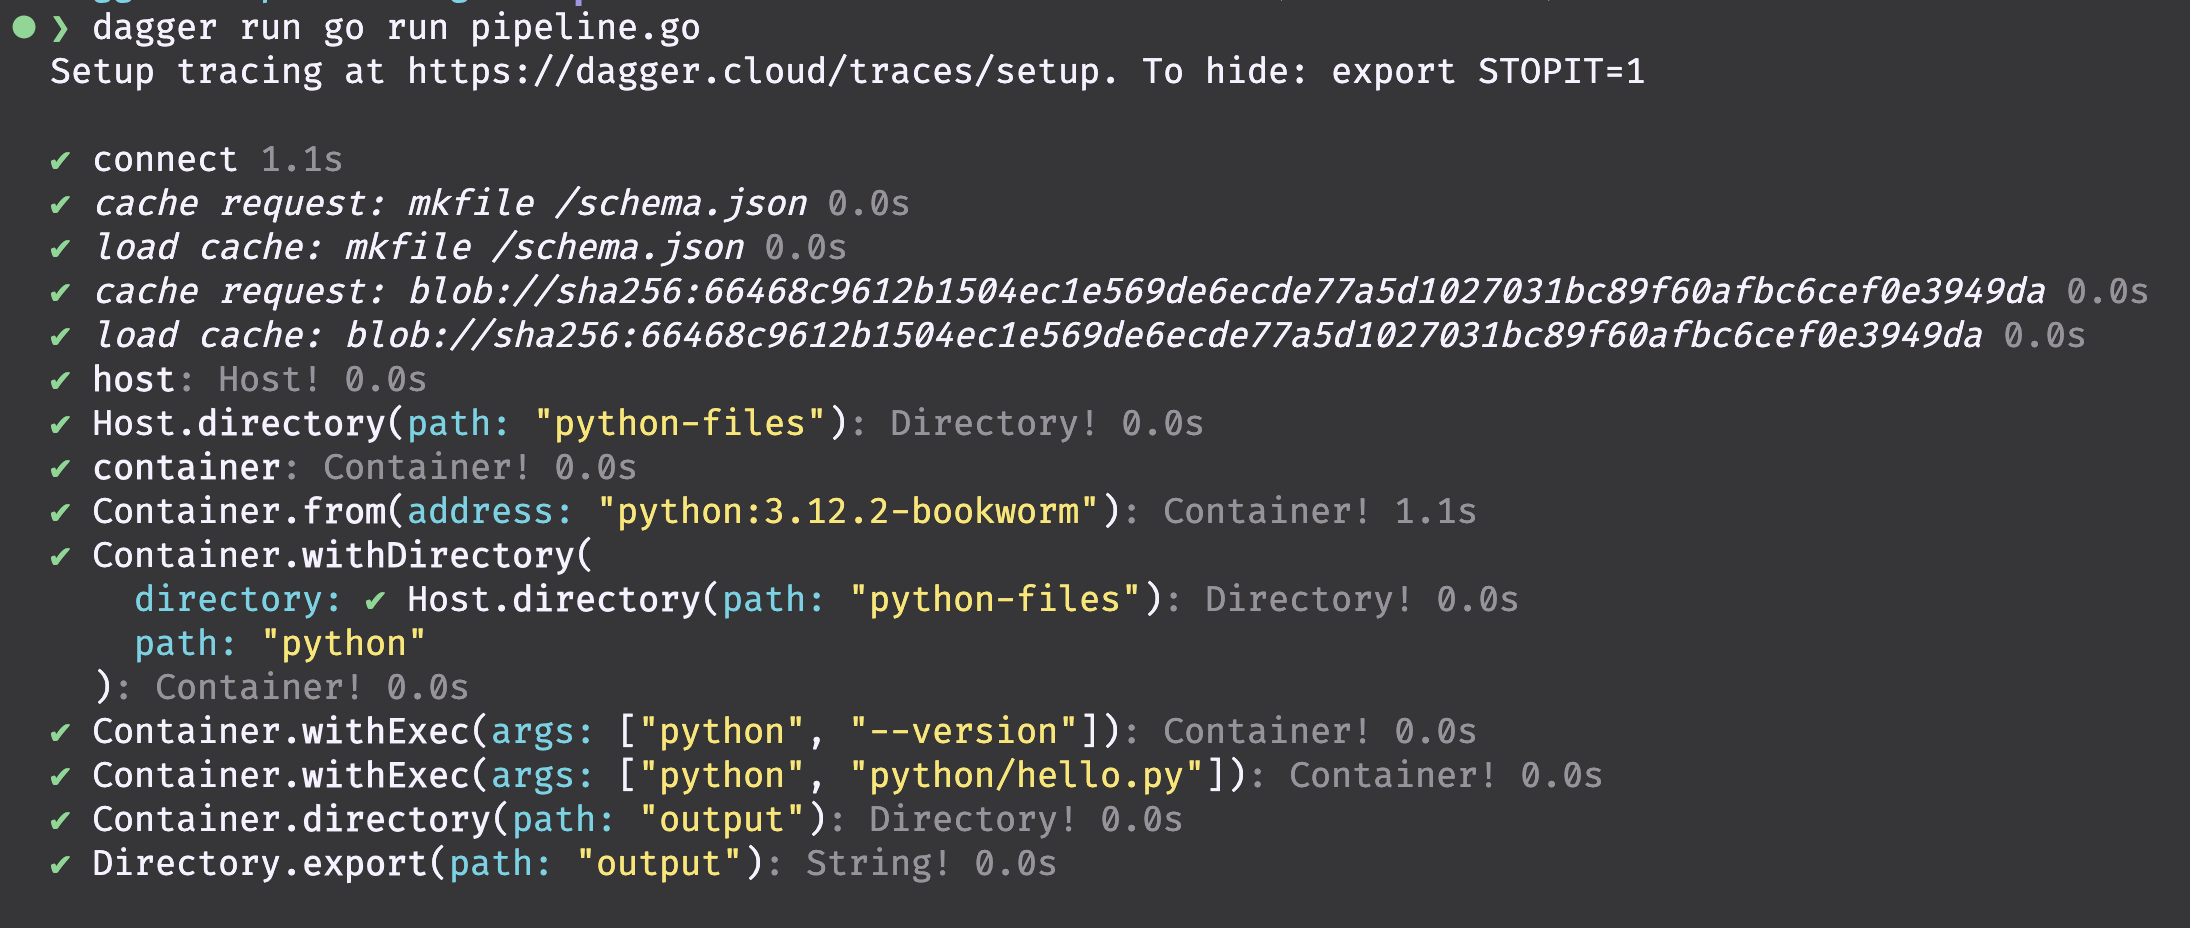 ❯ dagger run go run pipeline.go
Setup tracing at https://dagger.cloud/traces/setup. To hide: export STOPIT=1
✔ connect 1.1s
✔ cache request: mkfile /schema.json 0.0s
✔ load cache: mkfile /schema.json 0.0s
✔ cache request: blob://sha256:66468c9612b1504ec1e569de6ecde77a5d1027031bc89f60afbc6cef0e3949da 0.0s
✔ load cache: blob://sha256:66468c9612b1504ec1e569de6ecde77a5d1027031bc89f60afbc6cef0e3949da 0.0s
✔ host: Host! 0.0s
✔ Host.directory(path: "python-files"): Directory! 0.0s
✔ container: Container! 0.0s
✔ Container.from(address: "python:3.12.2-bookworm"): Container! 1.1s
✔ Container.withDirectory(
directory: ✔ Host.directory(path: "python-files"): Directory! 0.0s
path: "python"
): Container! 0.0s
✔ Container.withExec(args: ["python", "--version"]): Container! 0.0s
✔ Container.withExec(args: ["python", "python/hello.py"]): Container! 0.0s
✔ Container.directory(path: "output"): Directory! 0.0s
✔ Directory.export(path: "output"): String! 0.0s